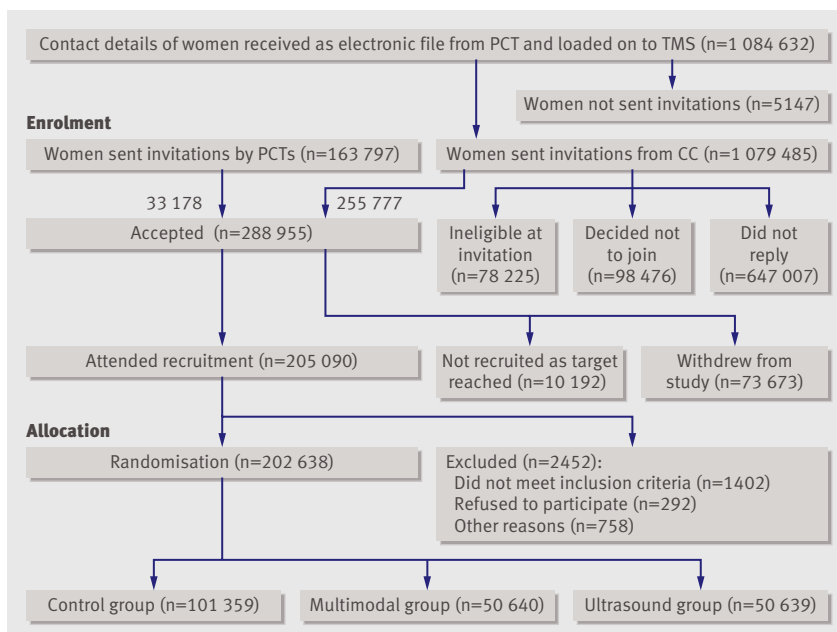 Contact details of women received as electronic file from PCT and loaded on to TMS (n=1 084 632)
Women not sent invitations (n=5147)
Enrolment
Women sent invitations by PCTs (n=163 797)
Women sent invitations from CC (n=1 079 485)
33 178
255 777
Accepted (n=288 955)
Ineligible at
invitation
(n=78 225)
Decided not
to join
(n=98 476)
Did not
reply
(n=647 007)
Attended recruitment (n=205 090)
Not recruited as target
reached (n=10 192)
Withdrew from
study (n=73 673)
Allocation
Randomisation (n=202 638)
Excluded (n=2452):
Did not meet inclusion criteria (n=1402)
Refused to participate (n=292)
Other reasons (n=758)
Control group (n=101 359)
Multimodal group (n=50 640)
Ultrasound group (n=50 639)